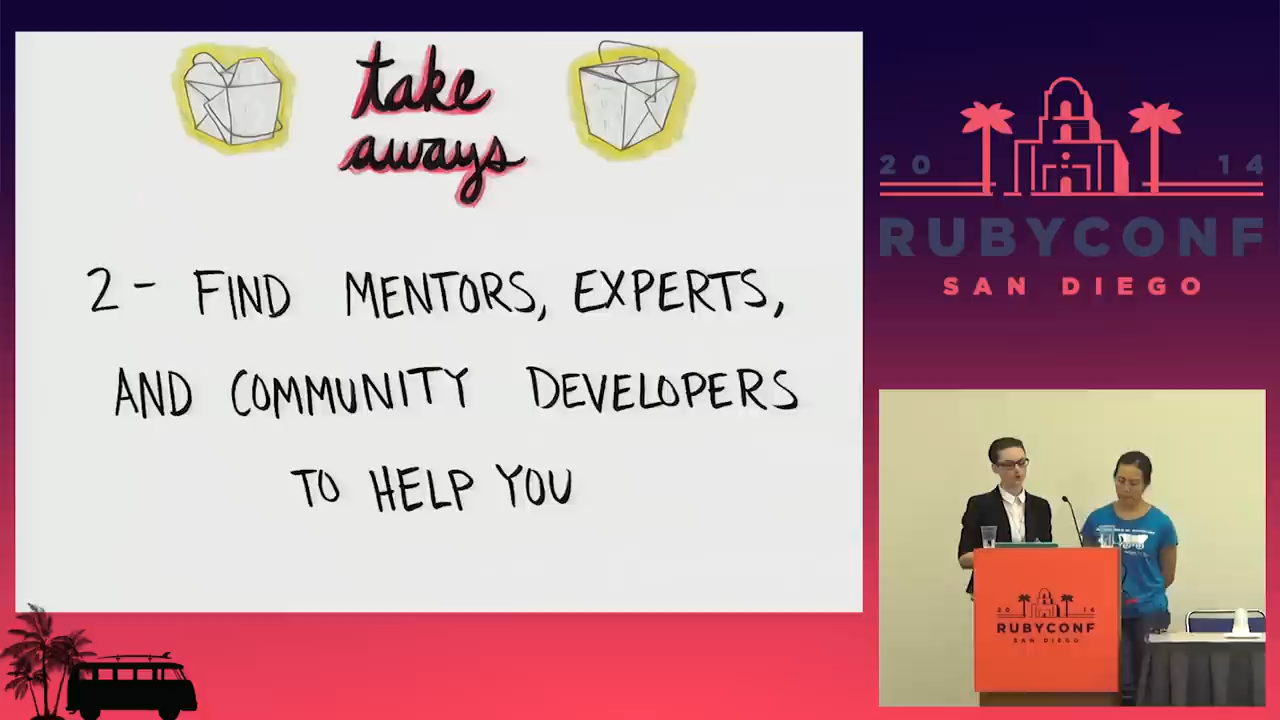 take
aways
2 - FIND MENTORS, EXPERTS,
AND COMMUNITY DEVELOPERS
TO HELP YOU
20 14
RUBYCONF
SAN DIEGO
20 14
RUBYCONF
SAN DIEGO